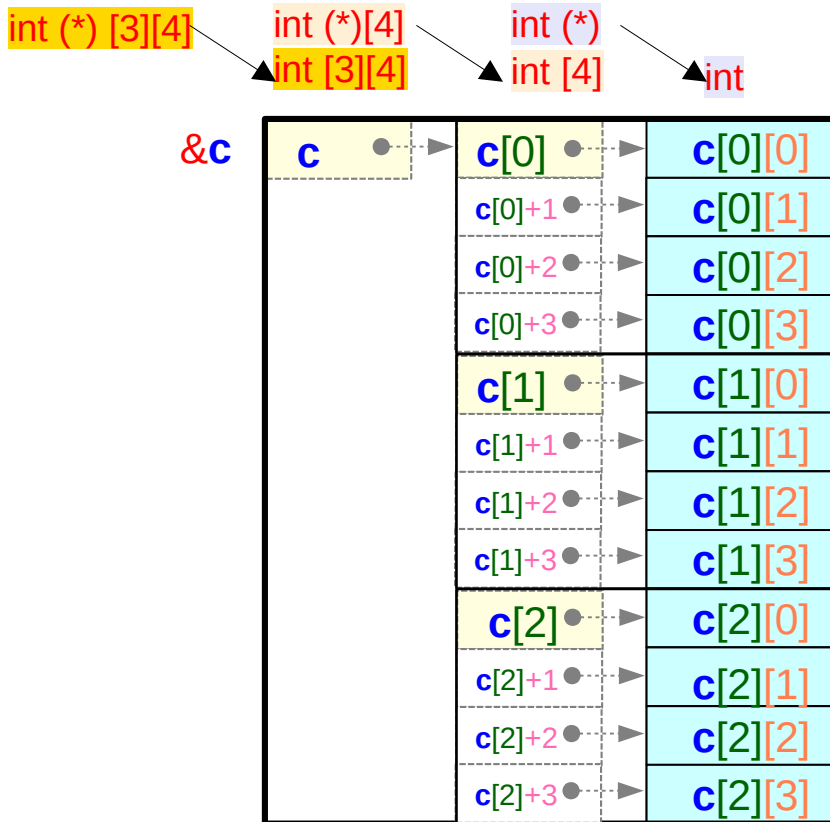 int (*) [3][4] int (*)[4] int (*)
int [3][4] int [4] int
&c c c[0] c[0][0]
c[0]+1 c[0][1]
c[0]+2 c[0][2]
c[0]+3 c[0][3]
c[1] c[1][0]
c[1]+1 c[1][1]
c[1]+2 c[1][2]
c[1]+3 c[1][3]
c[2] c[2][0]
c[2]+1 c[2][1]
c[2]+2 c[2][2]
c[2]+3 c[2][3]